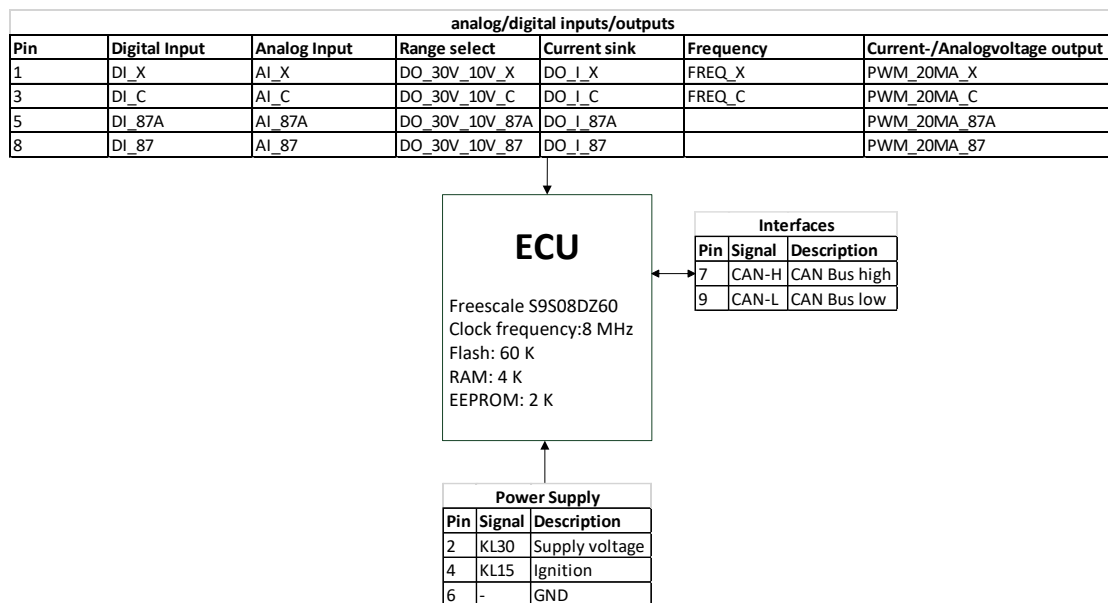 analog/digital inputs/outputs
Pin Digital Input Analog Input Range select Current sink Frequency Current-/Analogvoltage output
1 DI_X AI_X DO_30V_10V_X DO_I_X FREQ_X PWM_20MA_X
3 DI_C AI_C DO_30V_10V_C DO_I_C FREQ_C PWM_20MA_C
5 DI_87A AI_87A DO_30V_10V_87A DO_I_87A PWM_20MA_87A
8 DI_87 AI_87 DO_30V_10V_87 DO_I_87 PWM_20MA_87
ECU
Freescale S9S08DZ60
Clock frequency:8 MHz
Flash: 60 K
RAM: 4 K
EEPROM: 2 K
Interfaces
Pin Signal Description
7 CAN-H CAN Bus high
9 CAN-L CAN Bus low
Power Supply
Pin Signal Description
2 KL30 Supply voltage
4 KL15 Ignition
6 - GND